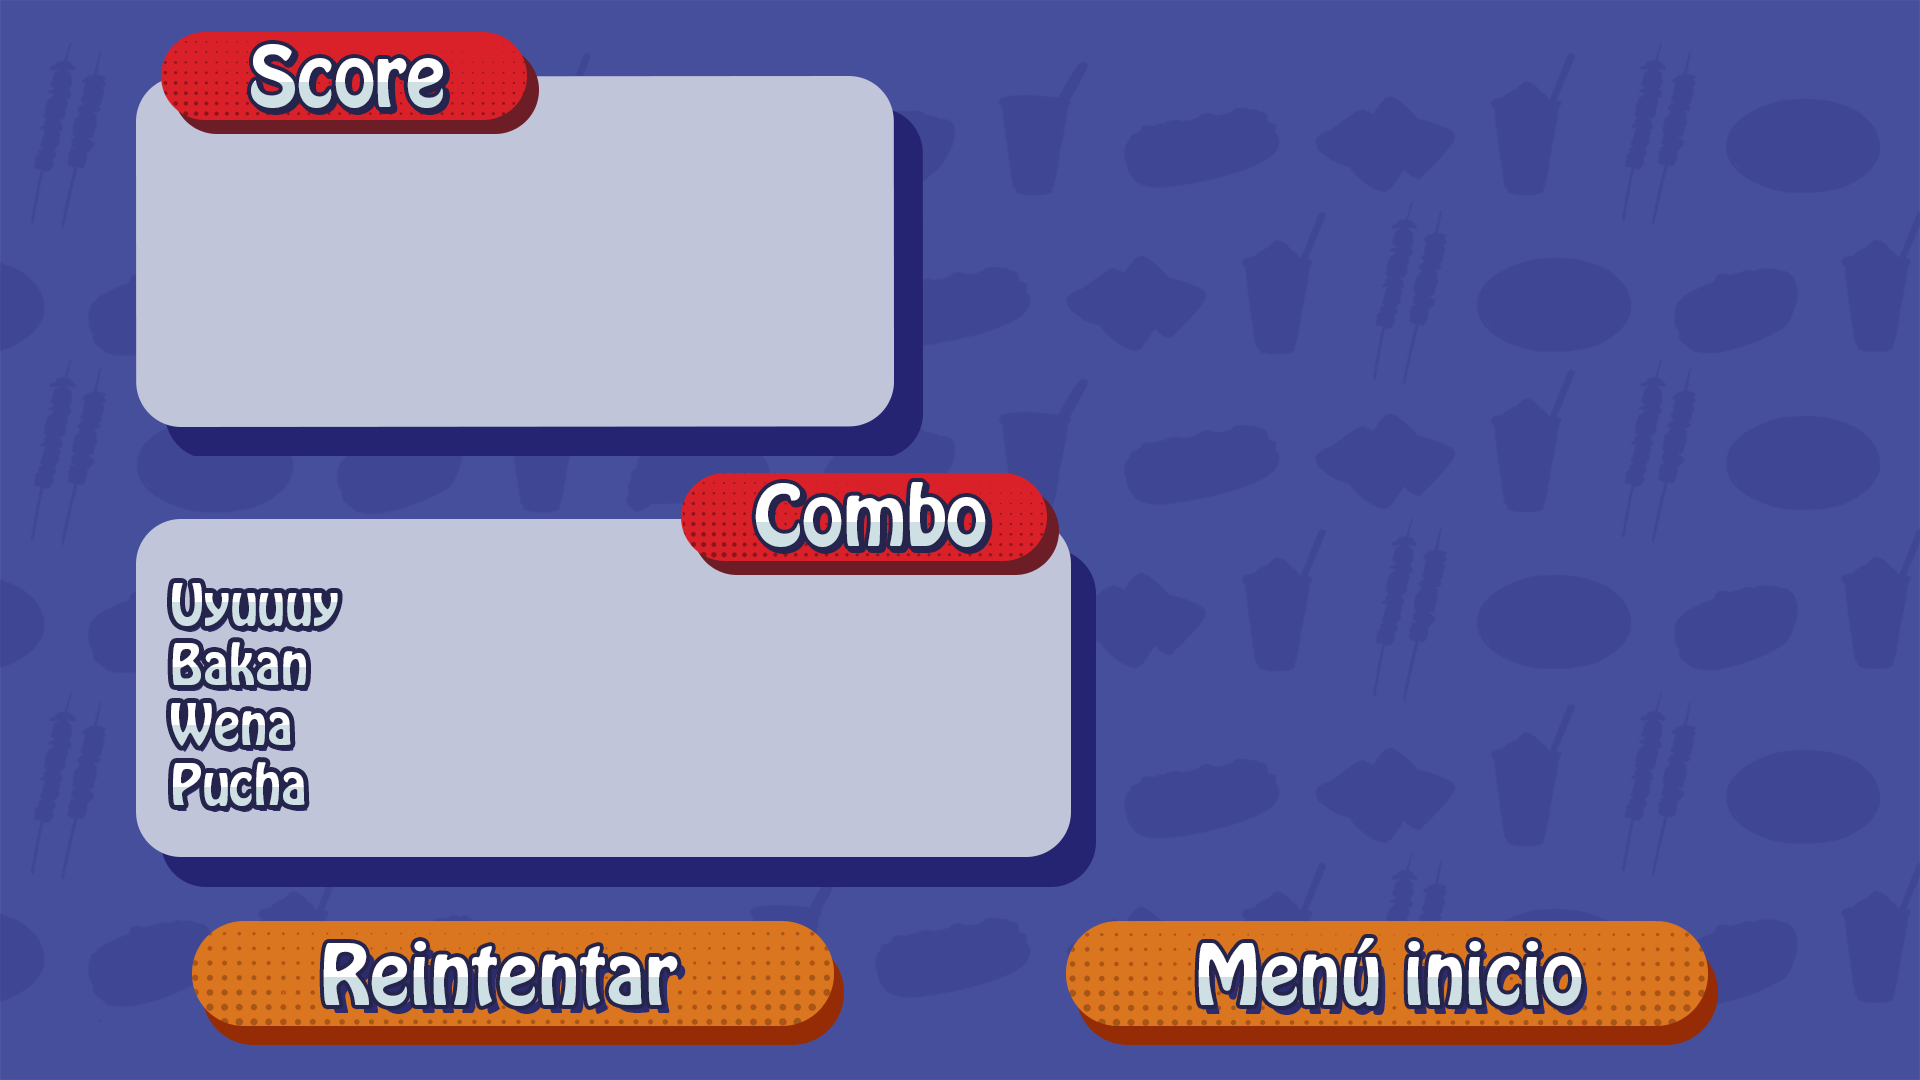 Score
Combo
Uyuuuy
Bakan
Wena
Pucha
Reintentar
Menú inicio